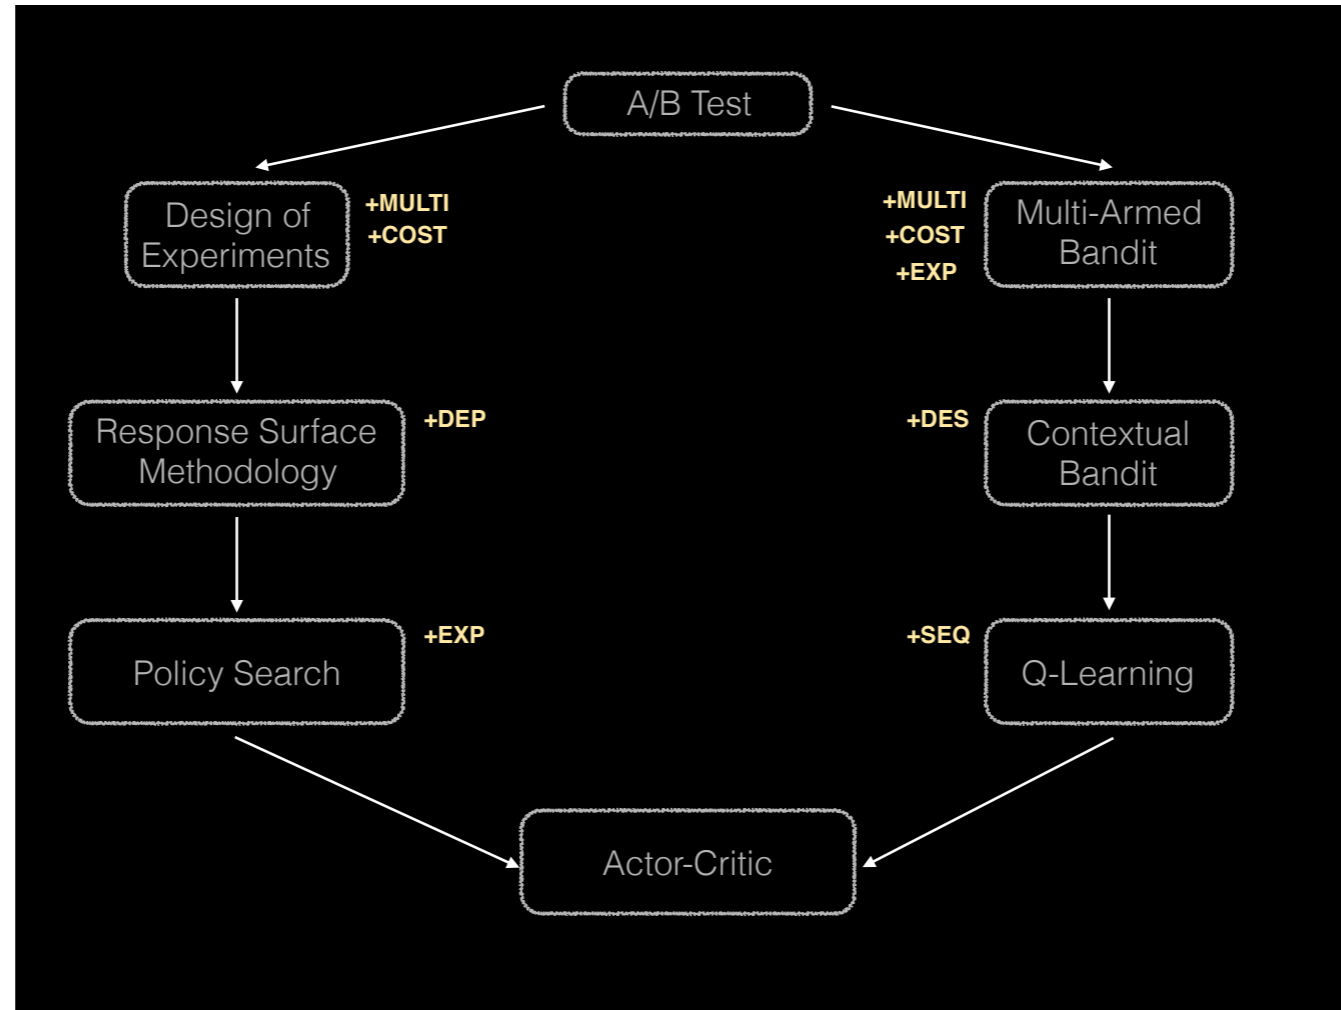 A/B Test
Design of
Experiments
+MULTI
+COST
+MULTI
+COST
+EXP
Multi-Armed
Bandit
Response Surface
Methodology
+DEP
+DES
Contextual
Bandit
Policy Search
+EXP
+SEQ
Q-Learning
Actor-Critic